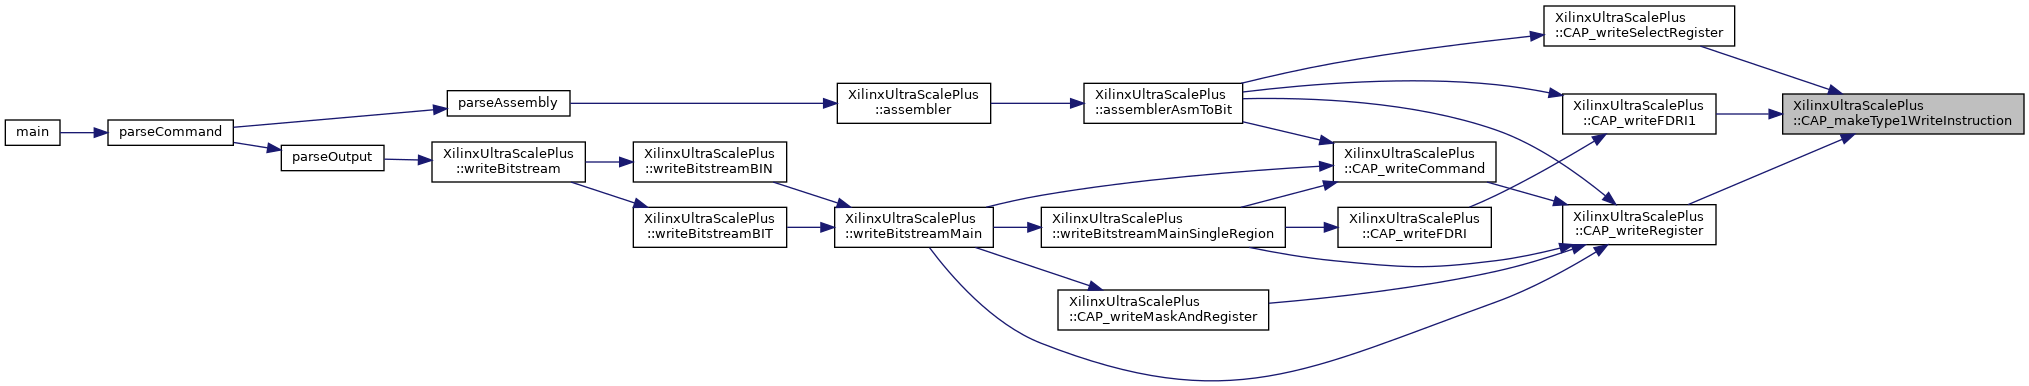 main
parseCommand
parseAssembly
parseOutput
XilinxUltraScalePlus
::writeBitstream
XilinxUltraScalePlus
::writeBitstreamBIN
XilinxUltraScalePlus
::writeBitstreamBIT
XilinxUltraScalePlus
::assembler
XilinxUltraScalePlus
::writeBitstreamMain
XilinxUltraScalePlus
::assemblerAsmToBit
XilinxUltraScalePlus
::writeBitstreamMainSingleRegion
XilinxUltraScalePlus
::CAP_writeMaskAndRegister
XilinxUltraScalePlus
::CAP_writeCommand
XilinxUltraScalePlus
::CAP_writeFDRI
XilinxUltraScalePlus
::CAP_writeSelectRegister
XilinxUltraScalePlus
::CAP_writeFDRI1
XilinxUltraScalePlus
::CAP_writeRegister
XilinxUltraScalePlus
::CAP_makeType1WriteInstruction